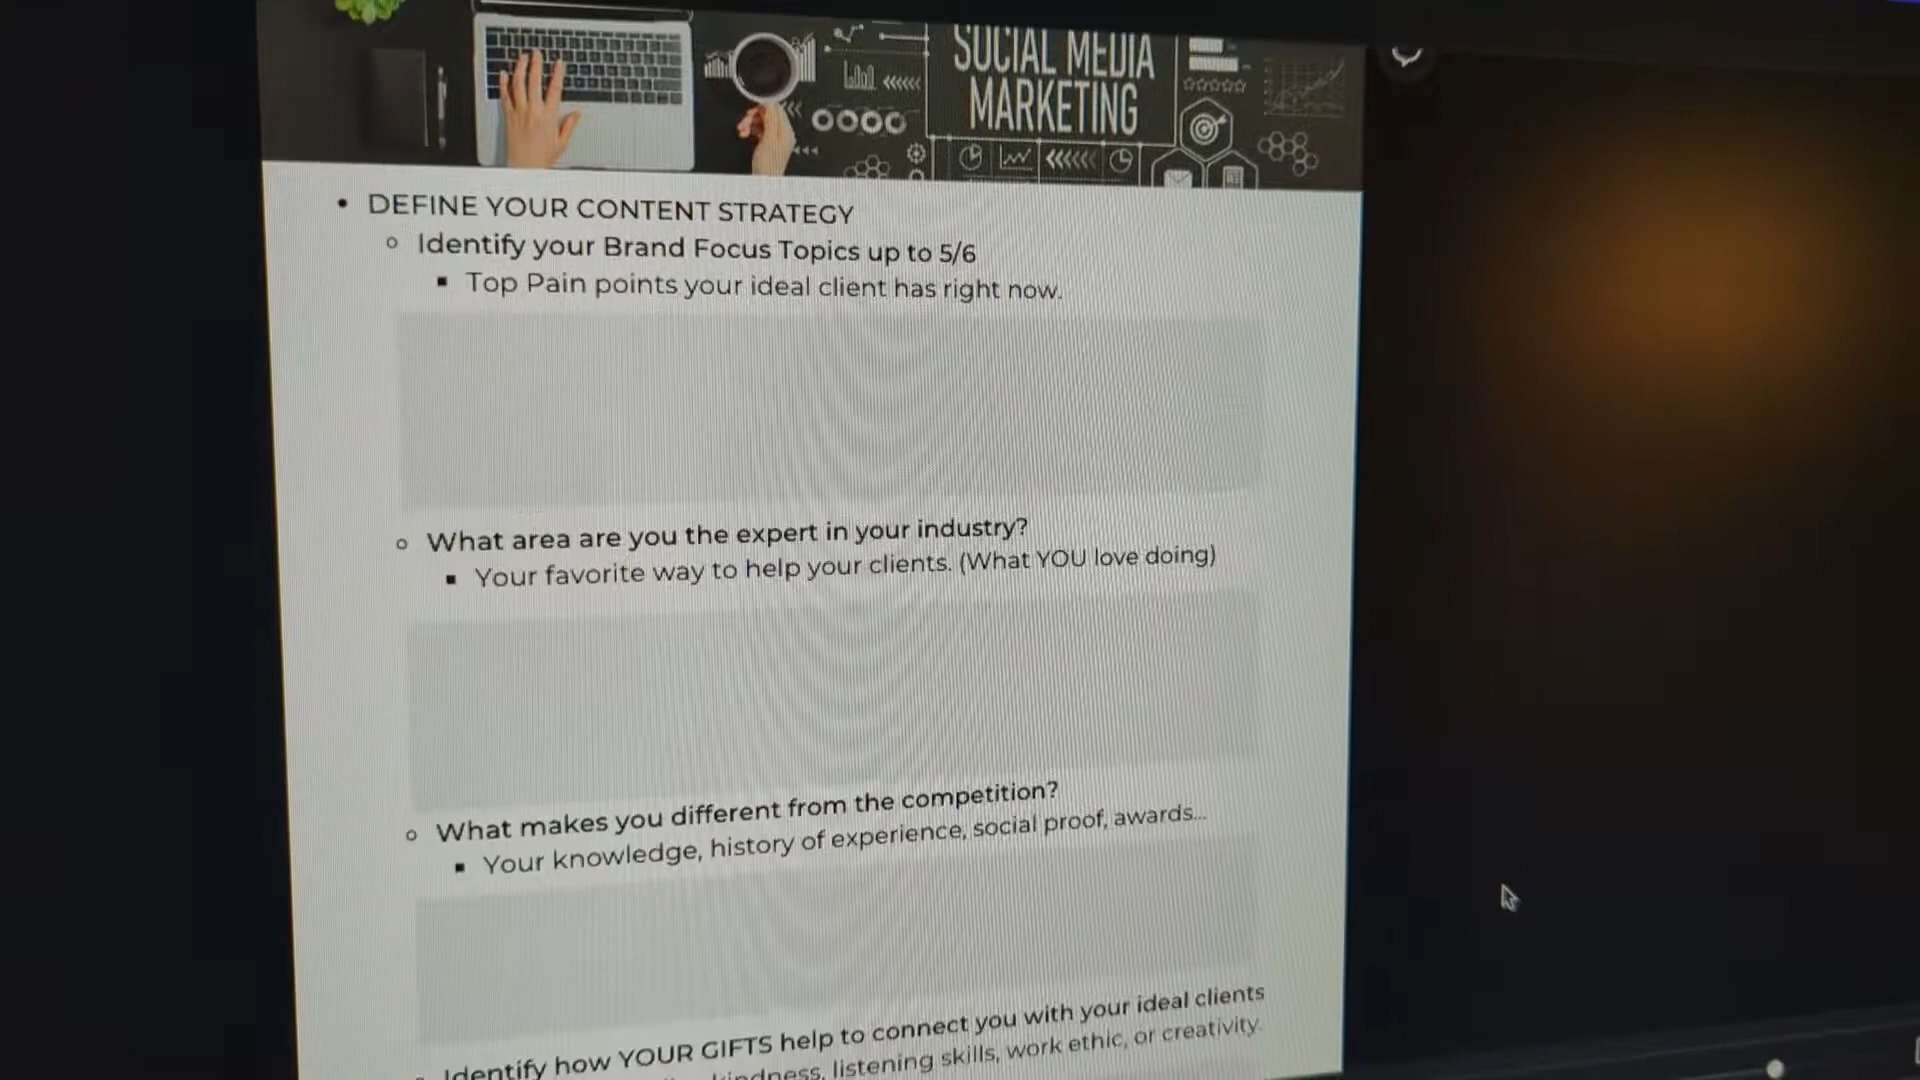 SOCIAL MEDIA
MARKETING
• DEFINE YOUR CONTENT STRATEGY
○ Identify your Brand Focus Topics up to 5/6
▪ Top Pain points your ideal client has right now.
○ What area are you the expert in your industry?
▪ Your favorite way to help your clients. (What YOU love doing)
○ What makes you different from the competition?
▪ Your knowledge, history of experience, social proof, awards...
Identify how YOUR GIFTS help to connect you with your ideal clients
kindness, listening skills, work ethic, or creativity.